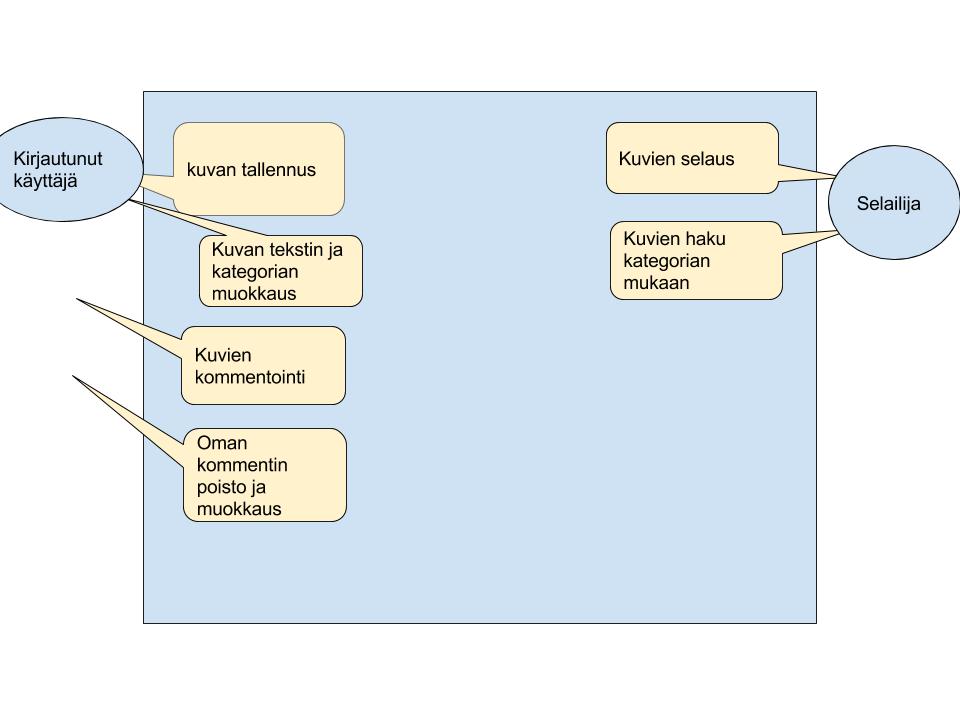 Kirjautunut
käyttäjä
kuvan tallennus
Kuvan tekstin ja
kategorian
muokkaus
Kuvien
kommentointi
Oman
kommentin
poisto ja
muokkaus
Kuvien selaus
Kuvien haku
kategorian
mukaan
Selailija